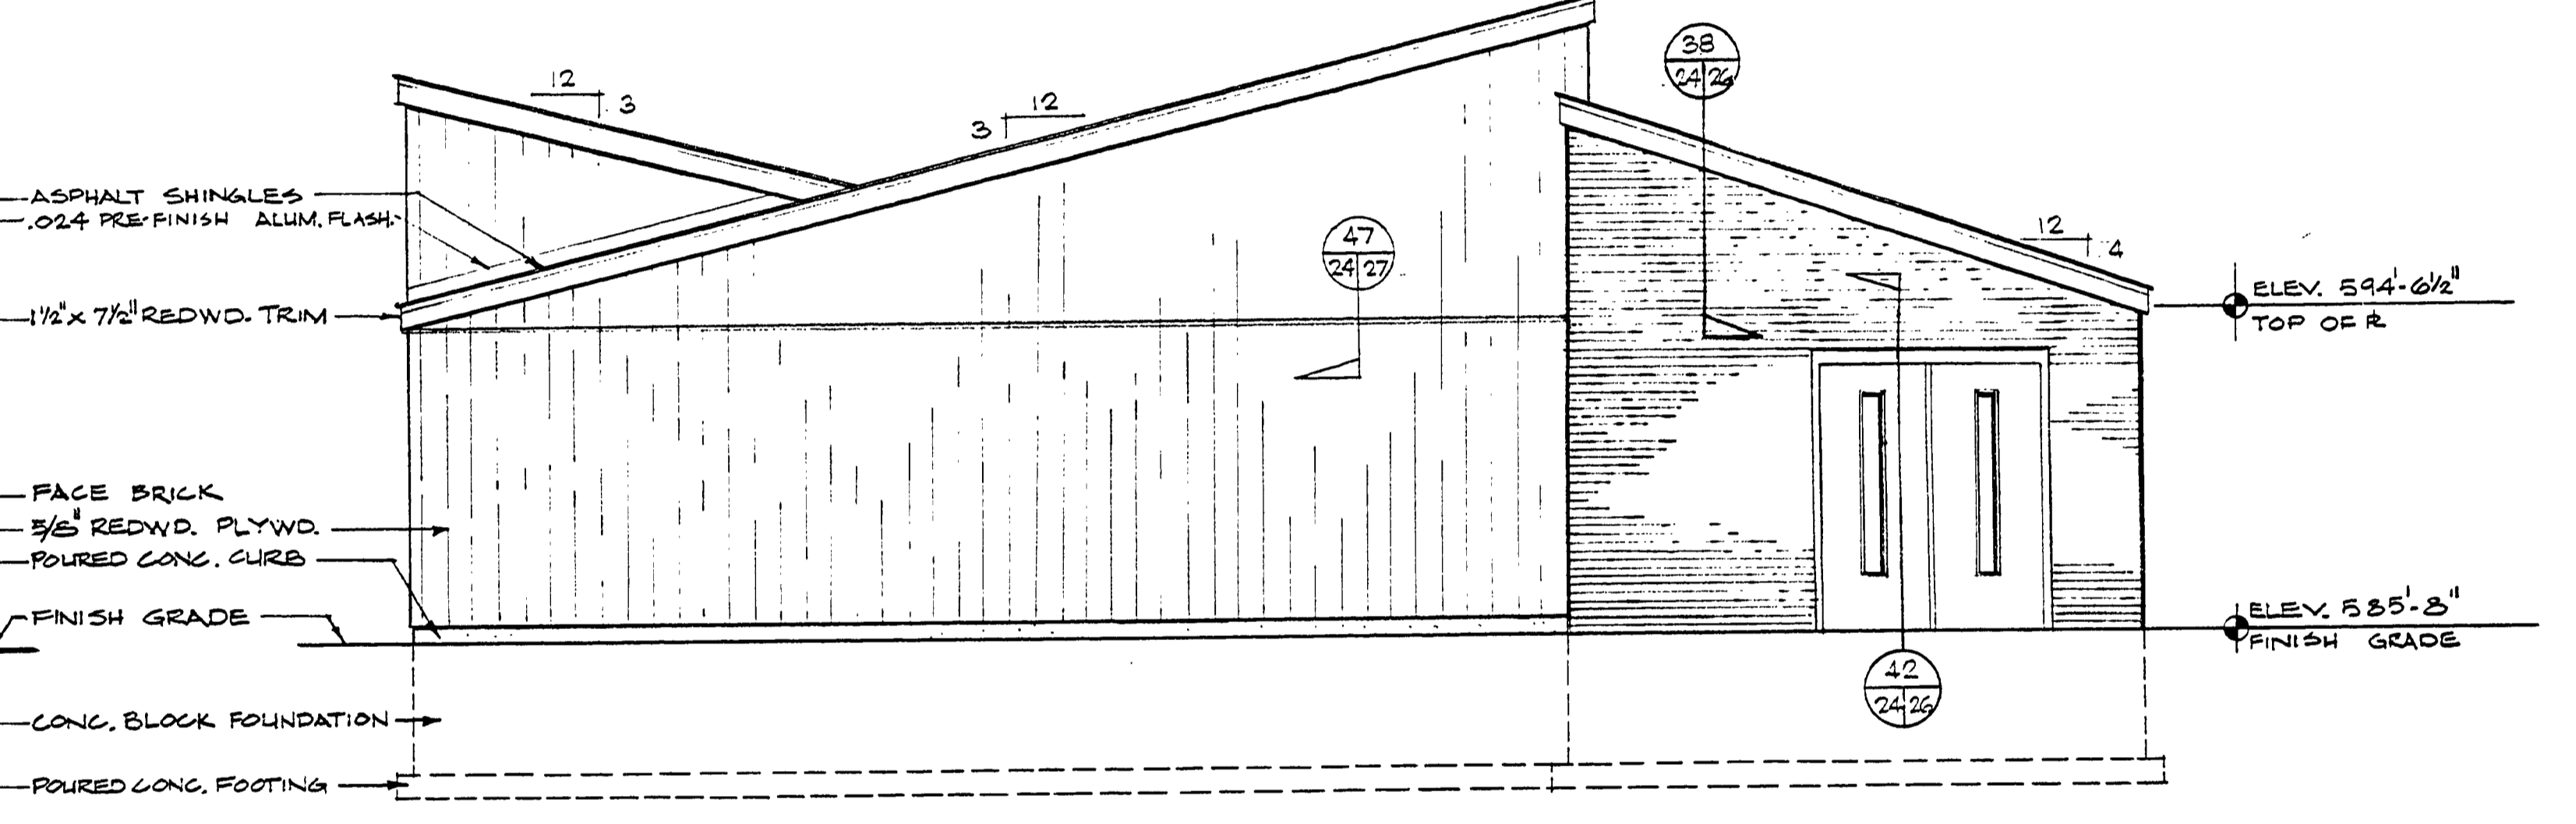 12
3
12
3
38
24 26
ASPHALT SHINGLES
.024 PRE-FINISH ALUM. FLASH.
47
24 27
12
4
1½" x 7½" REDWD. TRIM
ELEV. 594'-6½"
TOP OF ⅊
FACE BRICK
5/8" REDWD. PLYWD.
POURED CONC. CURB
FINISH GRADE
ELEV. 585'-8"
FINISH GRADE
42
24 26
CONC. BLOCK FOUNDATION
POURED CONC. FOOTING